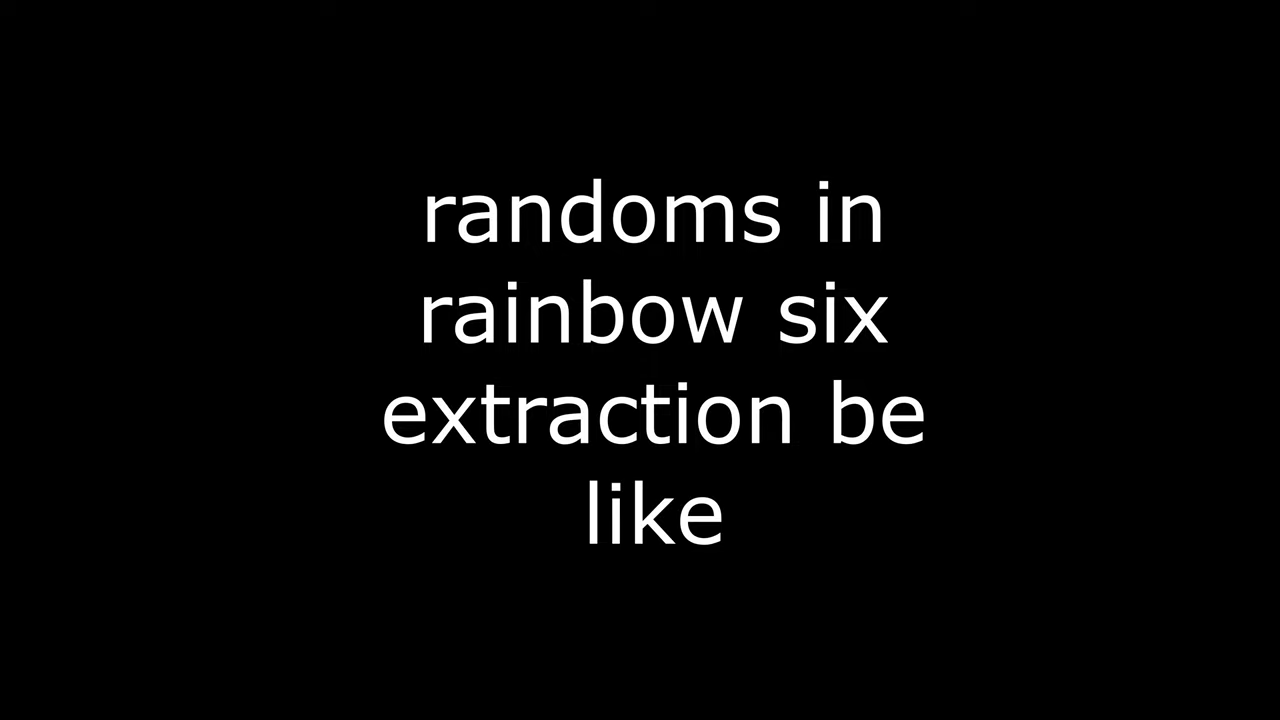 randoms in
rainbow six
extraction be
like